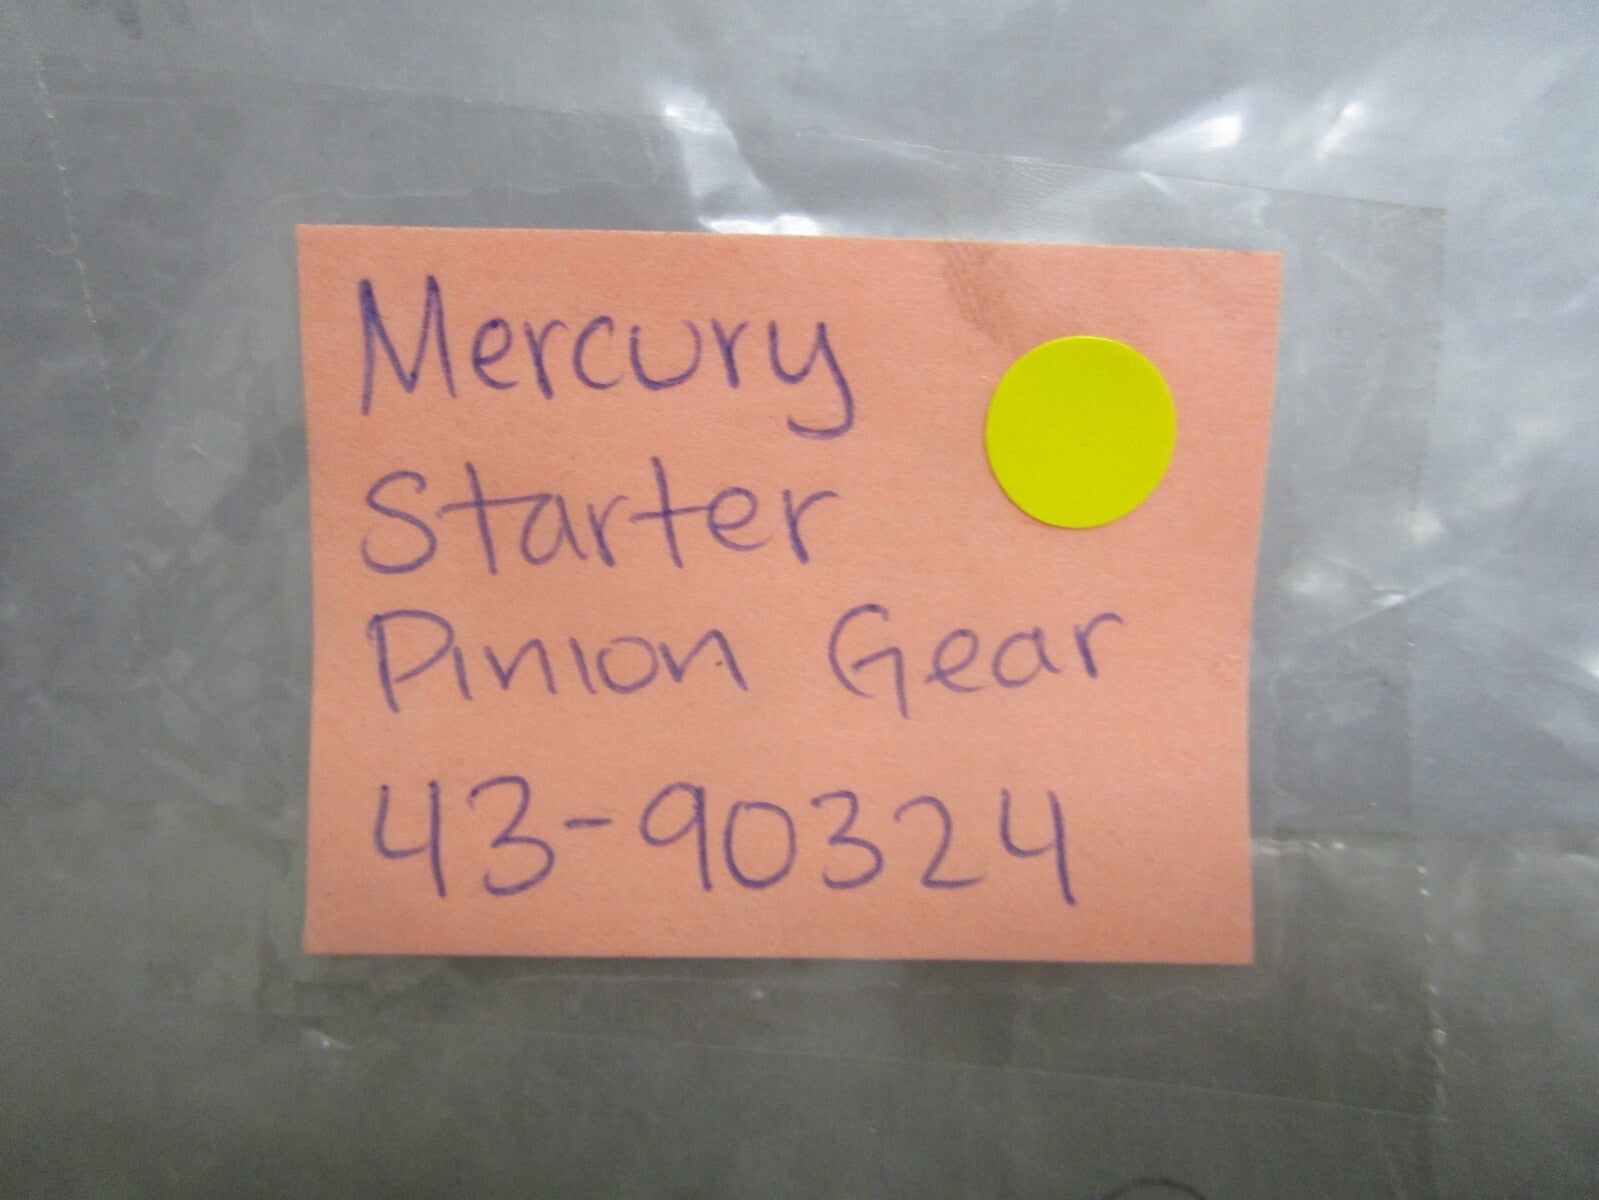 Mercury
Starter
Pinion Gear
43-90324